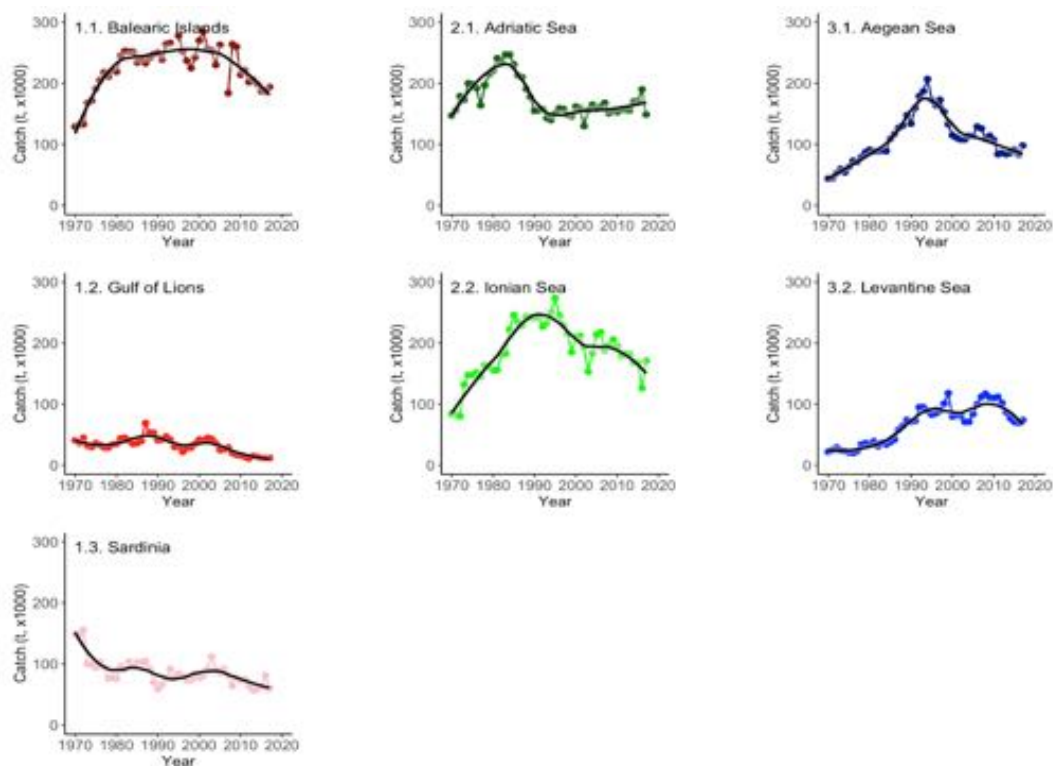 1.1. Balearic Islands
300
200
100
0
Catch (t, x1000)
1970 1980 1990 2000 2010 2020
Year
2.1. Adriatic Sea
300
200
100
0
Catch (t, x1000)
1970 1980 1990 2000 2010 2020
Year
3.1. Aegean Sea
300
200
100
0
Catch (t, x1000)
1970 1980 1990 2000 2010 2020
Year
1.2. Gulf of Lions
300
200
100
0
Catch (t, x1000)
1970 1980 1990 2000 2010 2020
Year
2.2. Ionian Sea
300
200
100
0
Catch (t, x1000)
1970 1980 1990 2000 2010 2020
Year
3.2. Levantine Sea
300
200
100
0
Catch (t, x1000)
1970 1980 1990 2000 2010 2020
Year
1.3. Sardinia
300
200
100
0
Catch (t, x1000)
1970 1980 1990 2000 2010 2020
Year